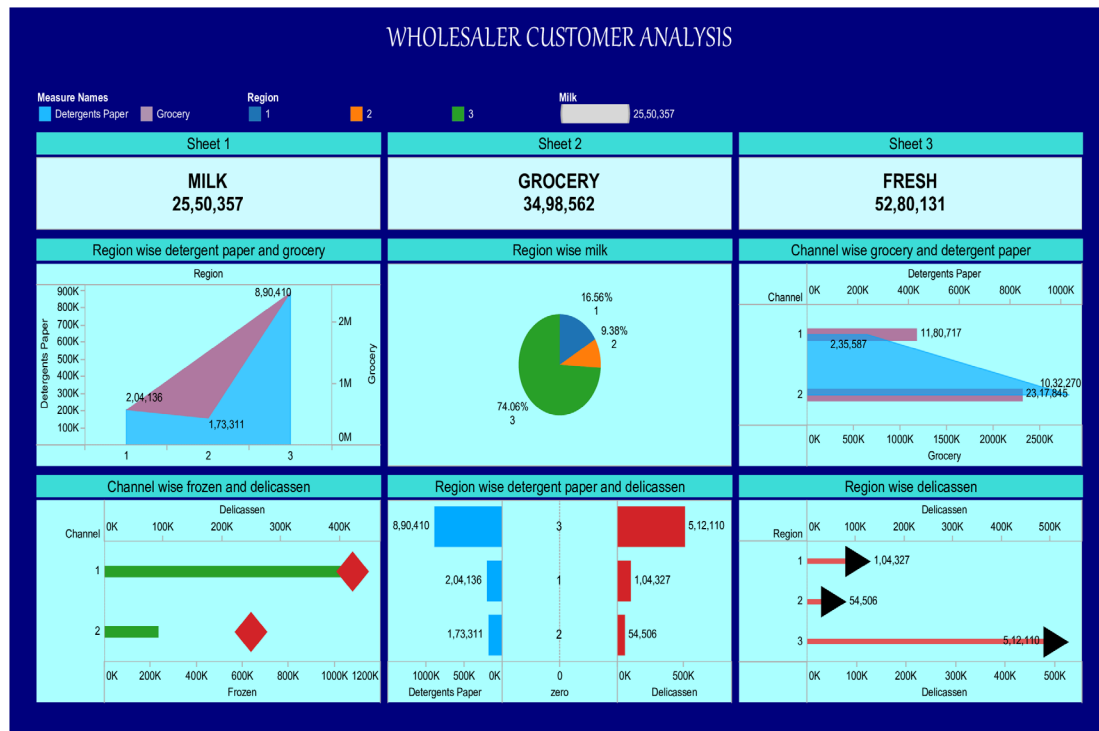 WHOLESALER CUSTOMER ANALYSIS
Measure Names
Detergents Paper
Grocery
Region
1
2
3
Milk
25,50,357
Sheet 1
MILK
25,50,357
Sheet 2
GROCERY
34,98,562
Sheet 3
FRESH
52,80,131
Region wise detergent paper and grocery
Region
Detergents Paper
900K
800K
700K
600K
500K
400K
300K
200K
100K
8,90,410
2,04,136
1,73,311
2M
1M
0M
Grocery
1 2 3
Region wise milk
16.56%
1
9.38%
2
74.06%
3
Channel wise grocery and detergent paper
Detergents Paper
Channel
0K 200K 400K 600K 800K 1000K
1
11,80,717
2,35,587
10,32,270
2
23,17,845
0K 500K 1000K 1500K 2000K 2500K
Grocery
Channel wise frozen and delicassen
Delicassen
Channel
0K 100K 200K 300K 400K
1
2
0K 200K 400K 600K 800K 1000K 1200K
Frozen
Region wise detergent paper and delicassen
8,90,410 3 5,12,110
2,04,136 1 1,04,327
1,73,311 2 54,506
1000K 500K 0K 0 0K 500K
Detergents Paper zero Delicassen
Region wise delicassen
Delicassen
Region
0K 100K 200K 300K 400K 500K
1 1,04,327
2 54,506
3 5,12,110
0K 100K 200K 300K 400K 500K
Delicassen